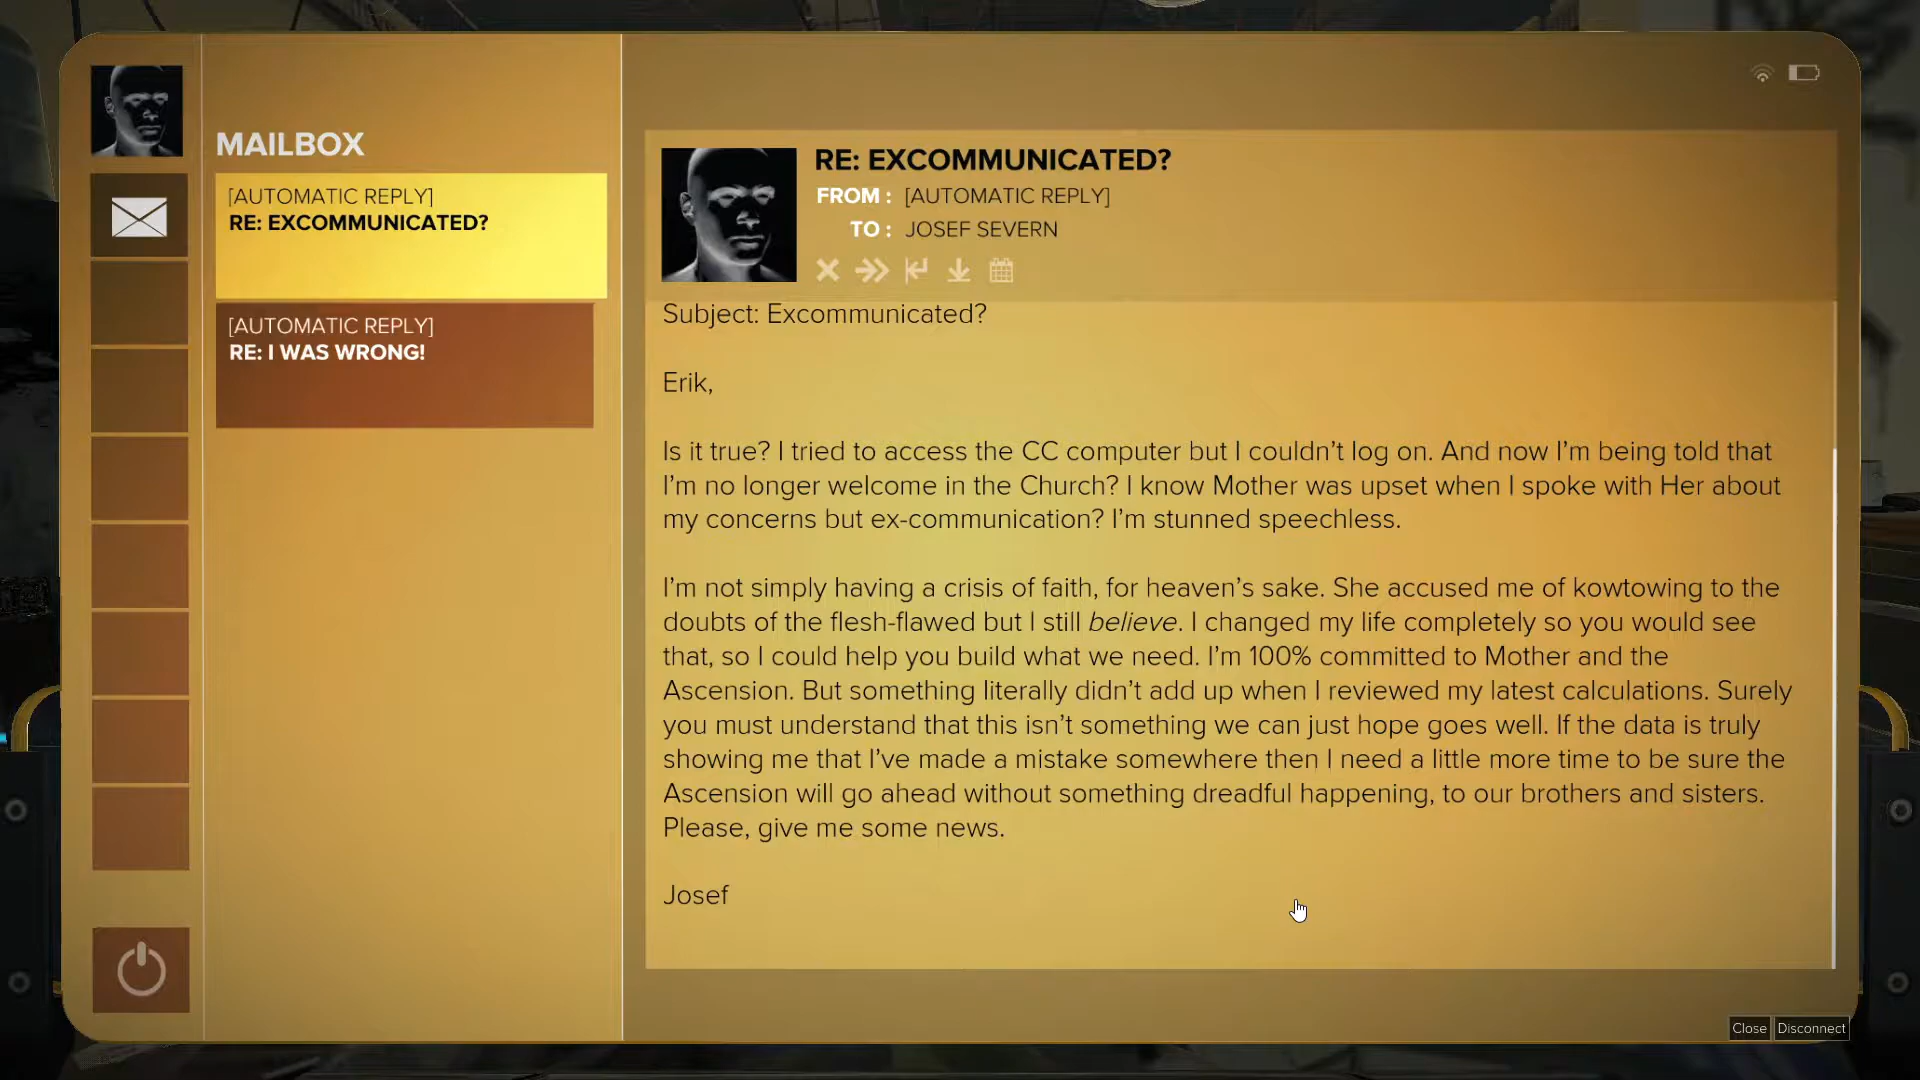 MAILBOX
[AUTOMATIC REPLY]
RE: EXCOMMUNICATED?
[AUTOMATIC REPLY]
RE: I WAS WRONG!
RE: EXCOMMUNICATED?
FROM : [AUTOMATIC REPLY]
TO : JOSEF SEVERN
Subject: Excommunicated?
Erik,
Is it true? I tried to access the CC computer but I couldn't log on. And now I'm being told that
I'm no longer welcome in the Church? I know Mother was upset when I spoke with Her about
my concerns but ex-communication? I'm stunned speechless.
I'm not simply having a crisis of faith, for heaven's sake. She accused me of kowtowing to the
doubts of the flesh-flawed but I still believe. I changed my life completely so you would see
that, so I could help you build what we need. I'm 100% committed to Mother and the
Ascension. But something literally didn't add up when I reviewed my latest calculations. Surely
you must understand that this isn't something we can just hope goes well. If the data is truly
showing me that I've made a mistake somewhere then I need a little more time to be sure the
Ascension will go ahead without something dreadful happening, to our brothers and sisters.
Please, give me some news.
Josef
Close Disconnect